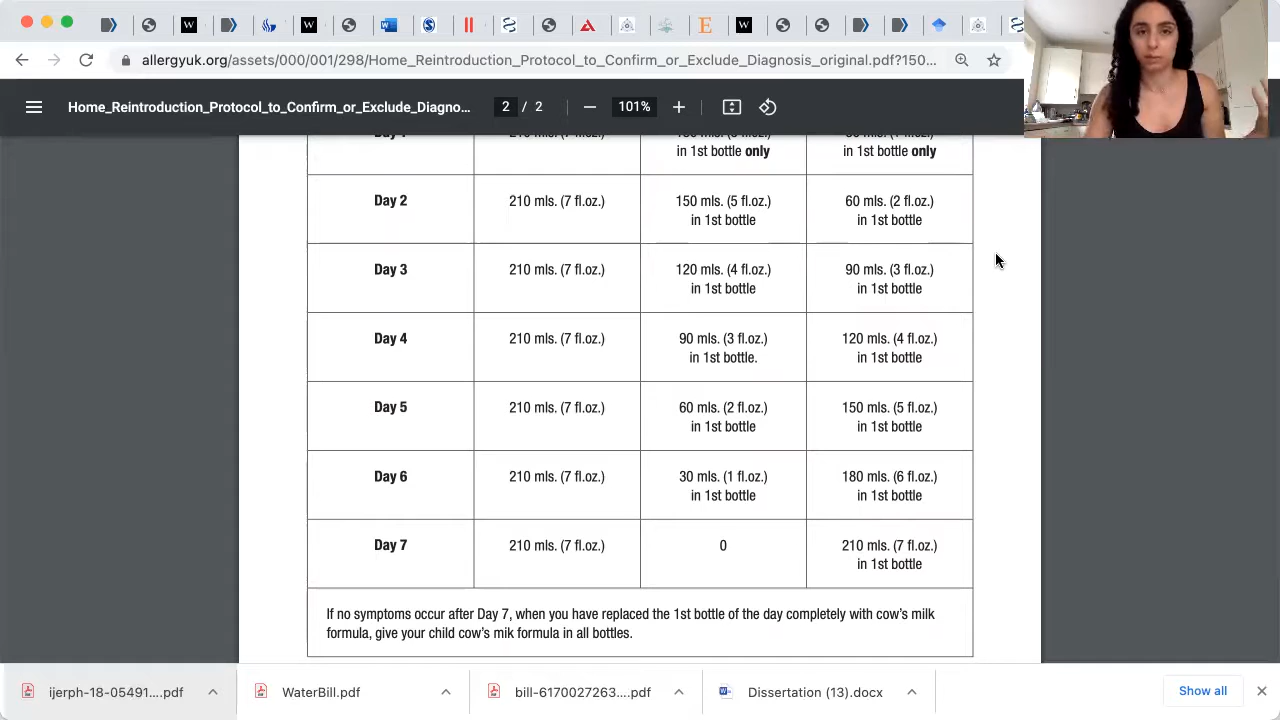 allergyuk.org/assets/000/001/298/Home_Reintroduction_Protocol_to_Confirm_or_Exclude_Diagnosis_original.pdf?150...
Home_Reintroduction_Protocol_to_Confirm_or_Exclude_Diagno...
2 / 2
101%
in 1st bottle only
in 1st bottle only
Day 2
210 mls. (7 fl.oz.)
150 mls. (5 fl.oz.)
in 1st bottle
60 mls. (2 fl.oz.)
in 1st bottle
Day 3
210 mls. (7 fl.oz.)
120 mls. (4 fl.oz.)
in 1st bottle
90 mls. (3 fl.oz.)
in 1st bottle
Day 4
210 mls. (7 fl.oz.)
90 mls. (3 fl.oz.)
in 1st bottle.
120 mls. (4 fl.oz.)
in 1st bottle
Day 5
210 mls. (7 fl.oz.)
60 mls. (2 fl.oz.)
in 1st bottle
150 mls. (5 fl.oz.)
in 1st bottle
Day 6
210 mls. (7 fl.oz.)
30 mls. (1 fl.oz.)
in 1st bottle
180 mls. (6 fl.oz.)
in 1st bottle
Day 7
210 mls. (7 fl.oz.)
0
210 mls. (7 fl.oz.)
in 1st bottle
If no symptoms occur after Day 7, when you have replaced the 1st bottle of the day completely with cow's milk
formula, give your child cow's mik formula in all bottles.
ijerph-18-05491....pdf
WaterBill.pdf
bill-6170027263....pdf
Dissertation (13).docx
Show all